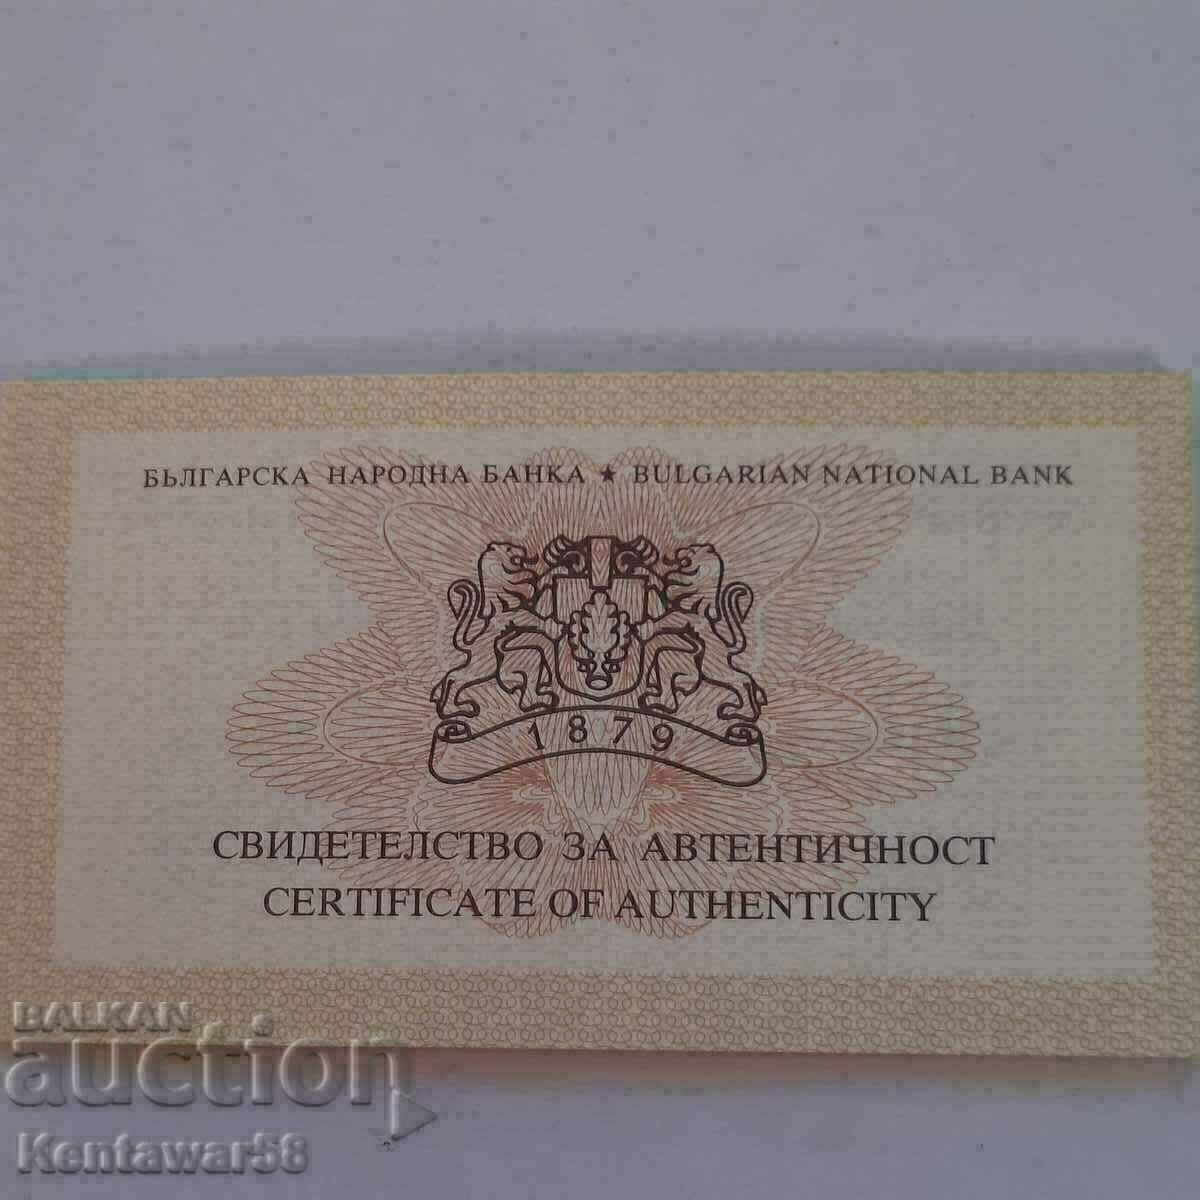 БЪЛГАРСКА НАРОДНА БАНКА ★ BULGARIAN NATIONAL BANK
1879
СВИДЕТЕЛСТВО ЗА АВТЕНТИЧНОСТ
CERTIFICATE OF AUTHENTICITY
BALKAN
auction
Kentawar58